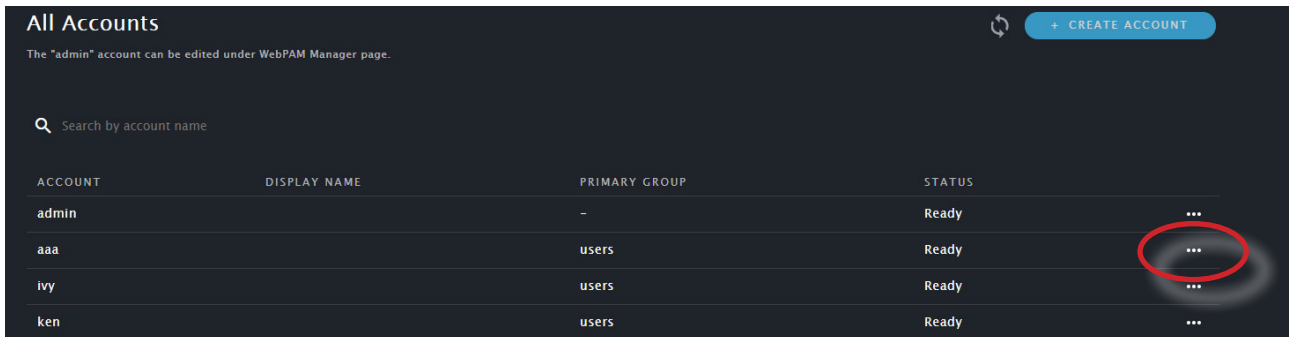 All Accounts
+ CREATE ACCOUNT
The "admin" account can be edited under WebPAM Manager page.
Search by account name
ACCOUNT DISPLAY NAME PRIMARY GROUP STATUS
admin – Ready •••
aaa users Ready •••
ivy users Ready •••
ken users Ready •••